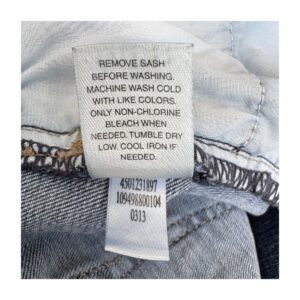 REMOVE SASH
BEFORE WASHING.
MACHINE WASH COLD
WITH LIKE COLORS.
ONLY NON-CHLORINE
BLEACH WHEN
NEEDED. TUMBLE DRY
LOW. COOL IRON IF
NEEDED.
4501231897
109498800104
0313